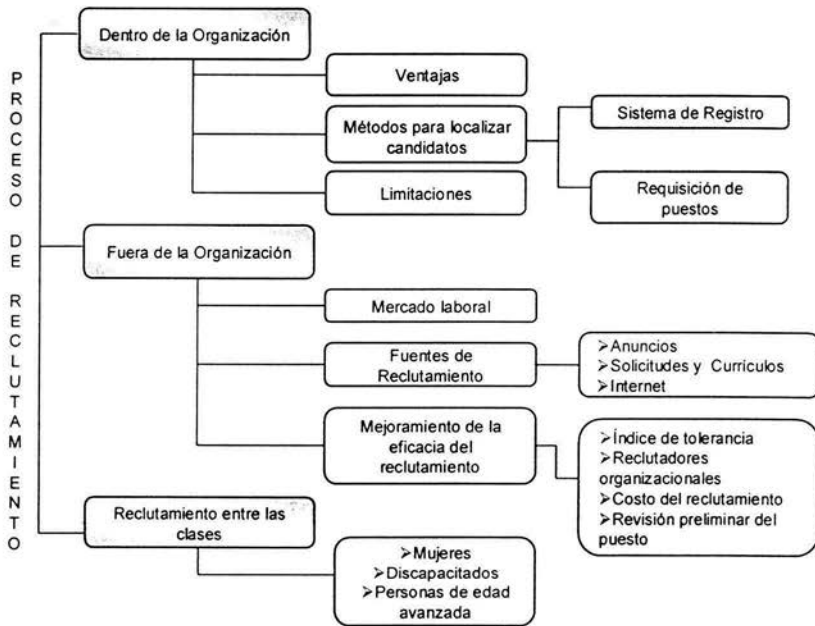 PROCESO DE RECLUTAMIENTO
Dentro de la Organización
Ventajas
Métodos para localizar
candidatos
Sistema de Registro
Requisición de
puestos
Limitaciones
Fuera de la Organización
Mercado laboral
Fuentes de
Reclutamiento
➢Anuncios
➢Solicitudes y Currículos
➢Internet
Mejoramiento de la
eficacia del
reclutamiento
➢Índice de tolerancia
➢Reclutadores
organizacionales
➢Costo del reclutamiento
➢Revisión preliminar del
puesto
Reclutamiento entre las
clases
➢Mujeres
➢Discapacitados
➢Personas de edad
avanzada